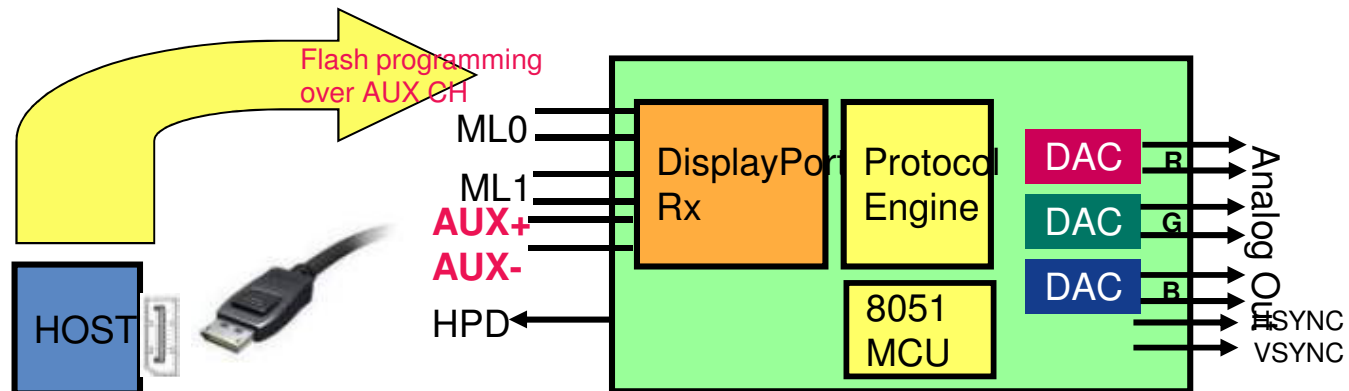 Flash programming
over AUX CH
ML0
ML1
AUX+
AUX-
HPD
HOST
DisplayPort
Rx
Protocol
Engine
8051
MCU
DAC
R
DAC
G
DAC
B
Analog Out
HSYNC
VSYNC